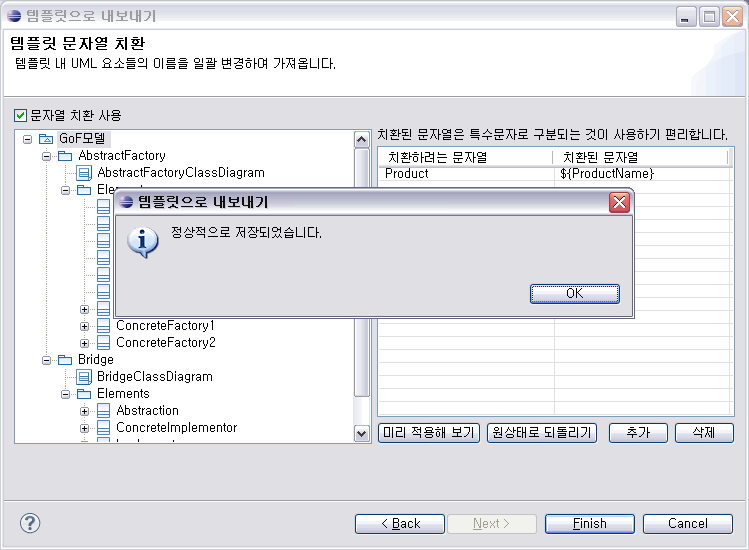 템플릿으로 내보내기
템플릿 문자열 치환
템플릿 내 UML 요소들의 이름을 일괄 변경하여 가져옵니다.
문자열 치환 사용
GoF모델
AbstractFactory
AbstractFactoryClassDiagram
ConcreteFactory1
ConcreteFactory2
Bridge
BridgeClassDiagram
Elements
Abstraction
ConcreteImplementor
치환된 문자열은 특수문자로 구분되는 것이 사용하기 편리합니다.
치환하려는 문자열 치환된 문자열
Product ${ProductName}
템플릿으로 내보내기
정상적으로 저장되었습니다.
OK
미리 적용해 보기 원상태로 되돌리기 추가 삭제
? < Back Next > Finish Cancel